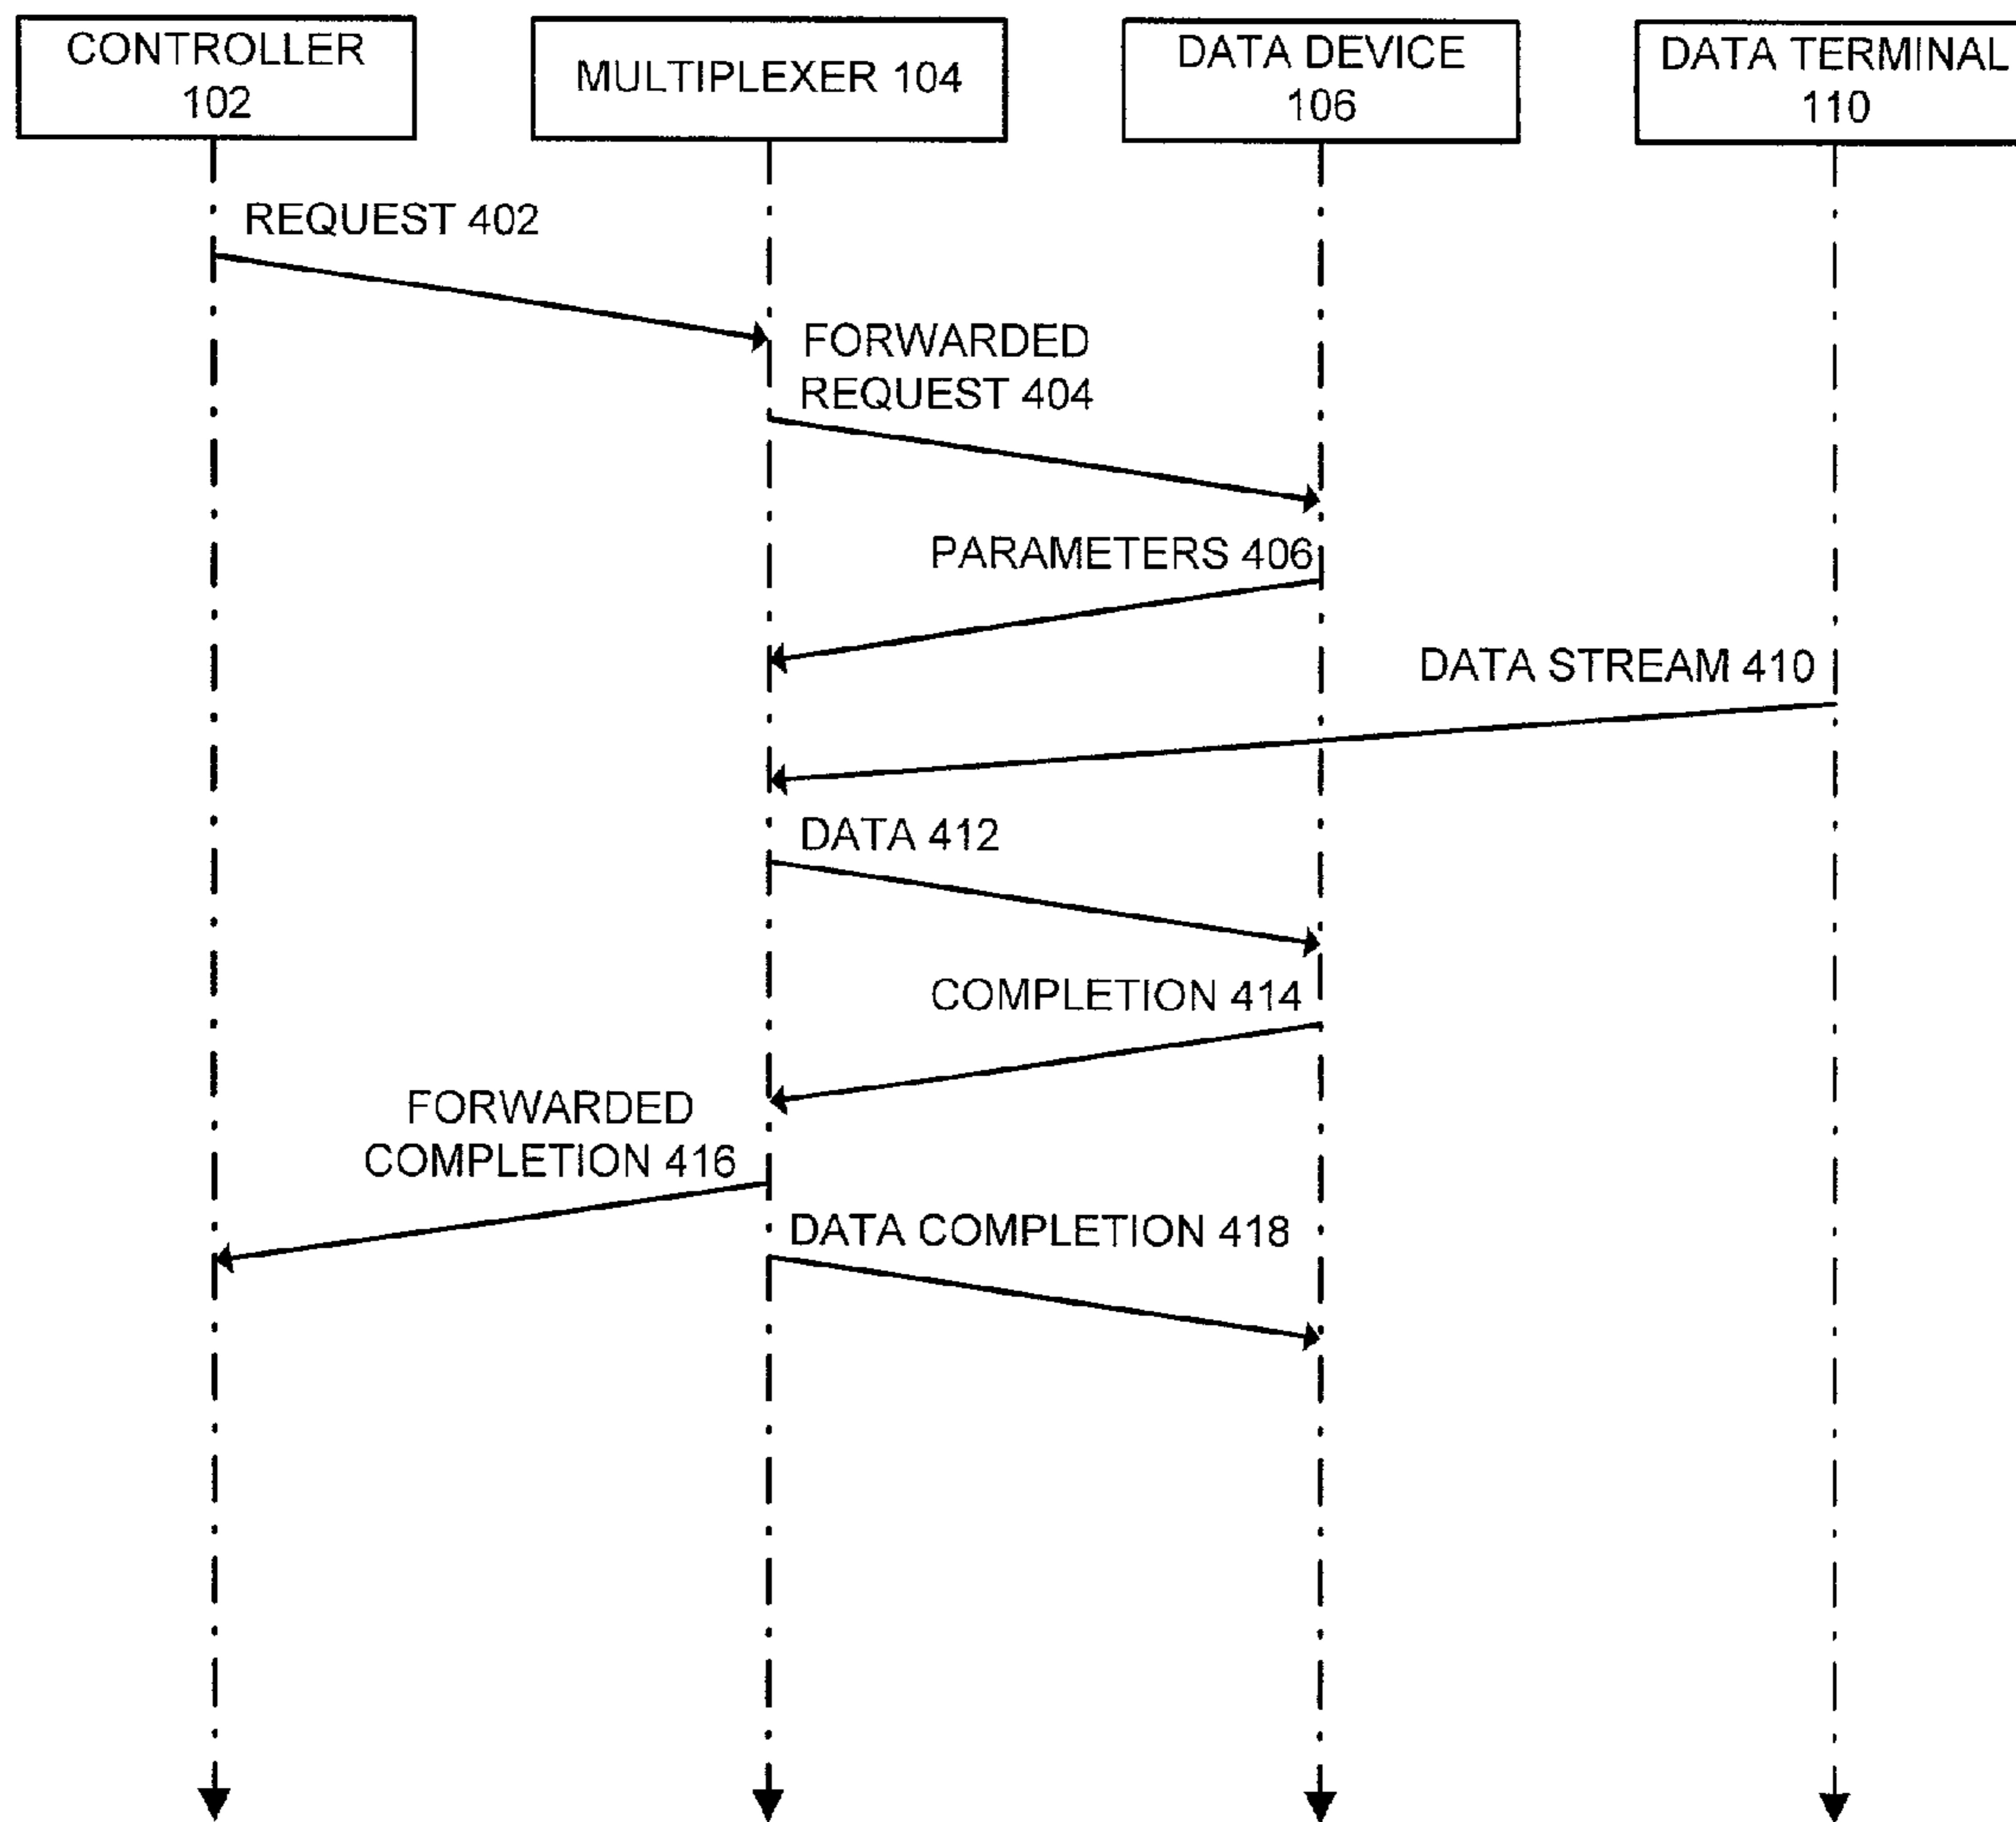 CONTROLLER
102
MULTIPLEXER 104
DATA DEVICE
106
DATA TERMINAL
110
REQUEST 402
FORWARDED
REQUEST 404
PARAMETERS 406
DATA STREAM 410
DATA 412
COMPLETION 414
FORWARDED
COMPLETION 416
DATA COMPLETION 418